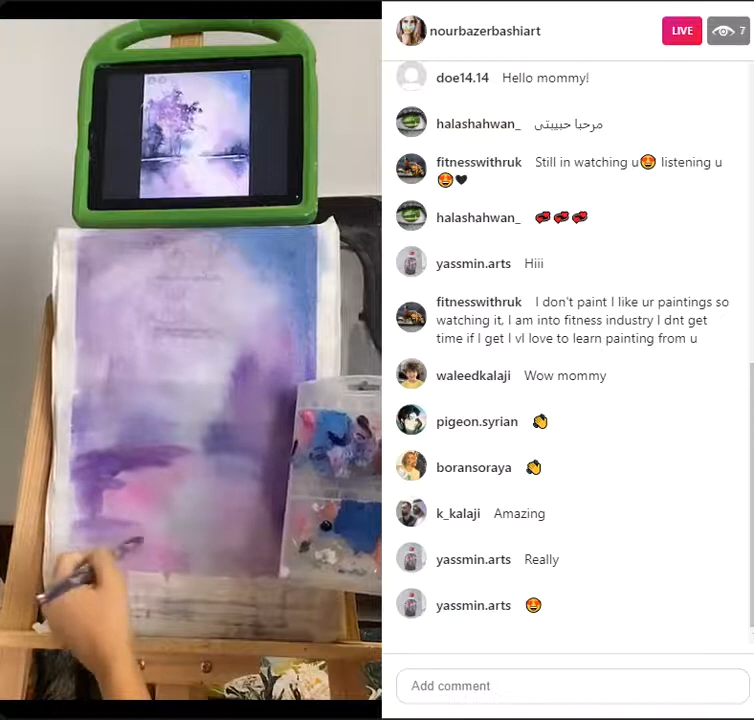 nourbazerbashiart
LIVE
7
doe14.14 Hello mommy!
halashahwan_ مرحبا حبيبتي
fitnesswithruk Still in watching u🤩 listening u
🤩🖤
halashahwan_ 💋💋💋
yassmin.arts Hiii
fitnesswithruk I don't paint I like ur paintings so
watching it, I am into fitness industry I dnt get
time if I get I vl love to learn painting from u
waleedkalaji Wow mommy
pigeon.syrian 👏
boransoraya 👏
k_kalaji Amazing
yassmin.arts Really
yassmin.arts 🤩
Add comment